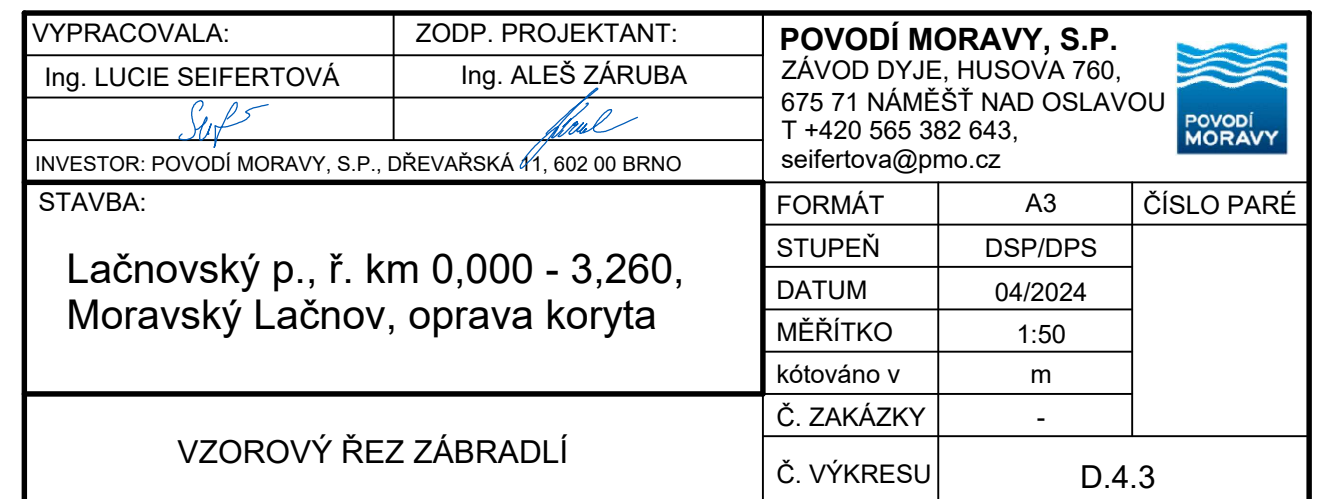 VYPRACOVALA:
ZODP. PROJEKTANT:
Ing. LUCIE SEIFERTOVÁ
Ing. ALEŠ ZÁRUBA
INVESTOR: POVODÍ MORAVY, S.P., DŘEVAŘSKÁ 11, 602 00 BRNO
POVODÍ MORAVY, S.P.
ZÁVOD DYJE, HUSOVA 760,
675 71 NÁMĚŠŤ NAD OSLAVOU
T +420 565 382 643,
seifertova@pmo.cz
POVODÍ
MORAVY
STAVBA:
Lačnovský p., ř. km 0,000 - 3,260,
Moravský Lačnov, oprava koryta
FORMÁT A3 ČÍSLO PARÉ
STUPEŇ DSP/DPS
DATUM 04/2024
MĚŘÍTKO 1:50
kótováno v m
Č. ZAKÁZKY -
VZOROVÝ ŘEZ ZÁBRADLÍ
Č. VÝKRESU D.4.3